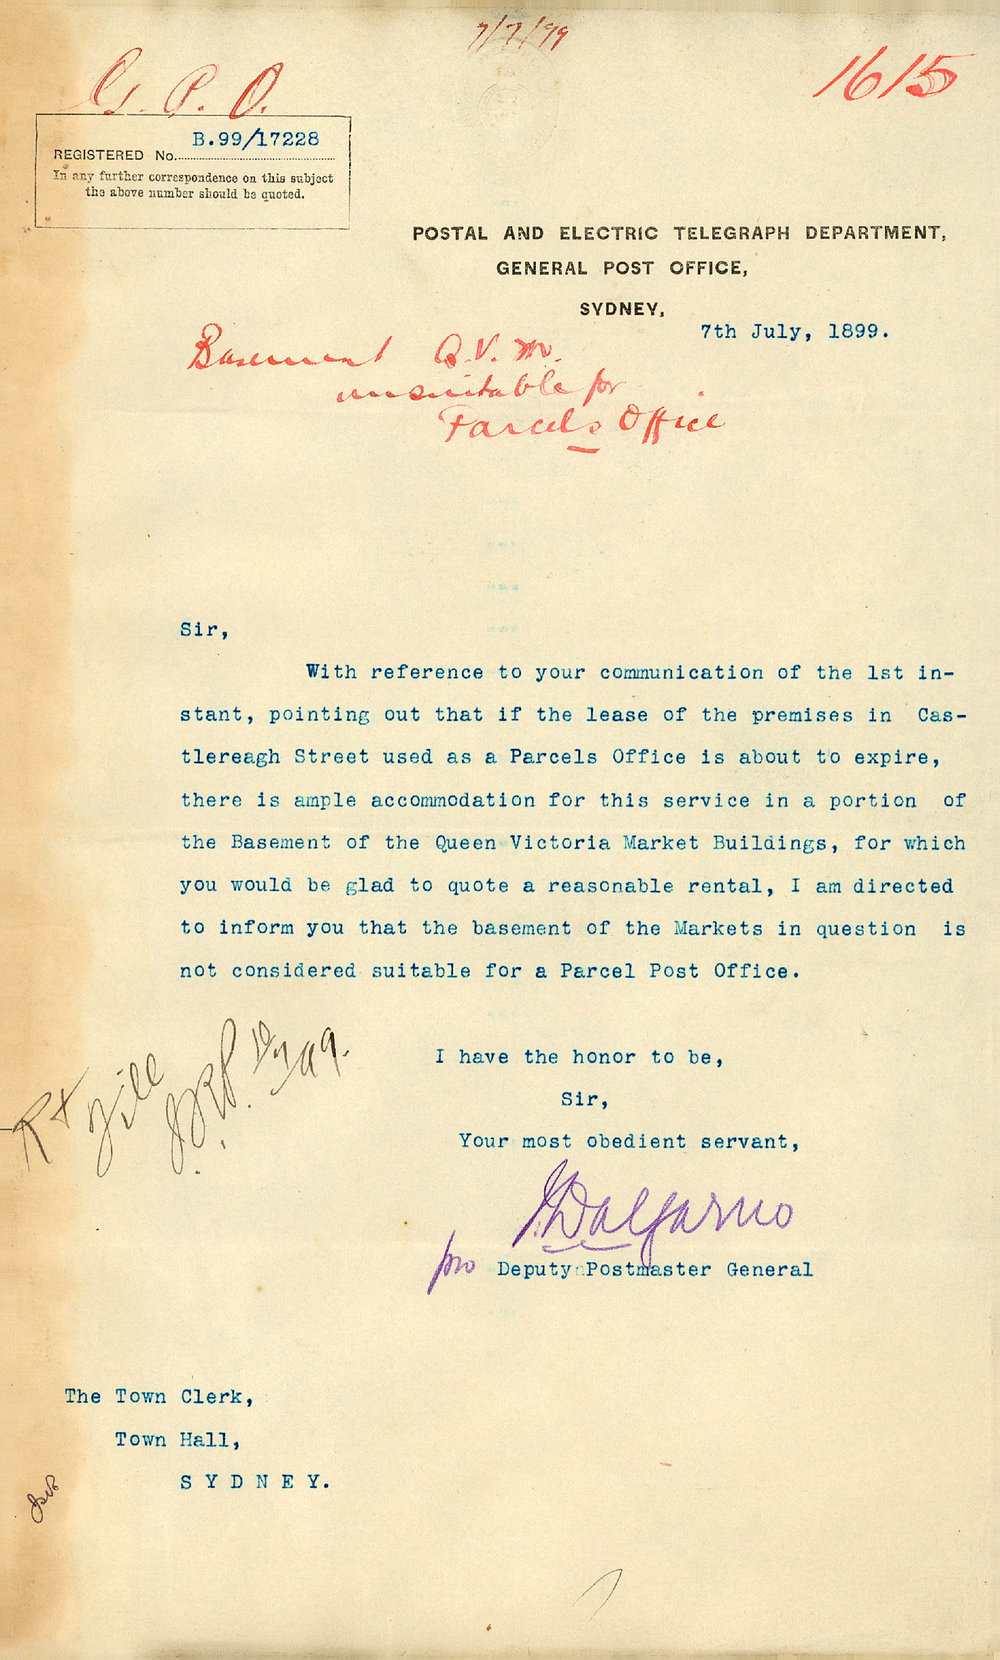 7/7/99
1615
G. P. O.
B.99/17228
REGISTERED No.
In any further correspondence on this subject
the above number should be quoted.
POSTAL AND ELECTRIC TELEGRAPH DEPARTMENT,
GENERAL POST OFFICE,
SYDNEY,
7th July, 1899.
Basement Q.V.M.
unsuitable for
Parcels Office
Sir,
With reference to your communication of the 1st in-
stant, pointing out that if the lease of the premises in Cas-
tlereagh Street used as a Parcels Office is about to expire,
there is ample accommodation for this service in a portion of
the Basement of the Queen Victoria Market Buildings, for which
you would be glad to quote a reasonable rental, I am directed
to inform you that the basement of the Markets in question is
not considered suitable for a Parcel Post Office.
I have the honor to be,
Sir,
Your most obedient servant,
Dalgarno
pro Deputy Postmaster General
The Town Clerk,
Town Hall,
SYDNEY.